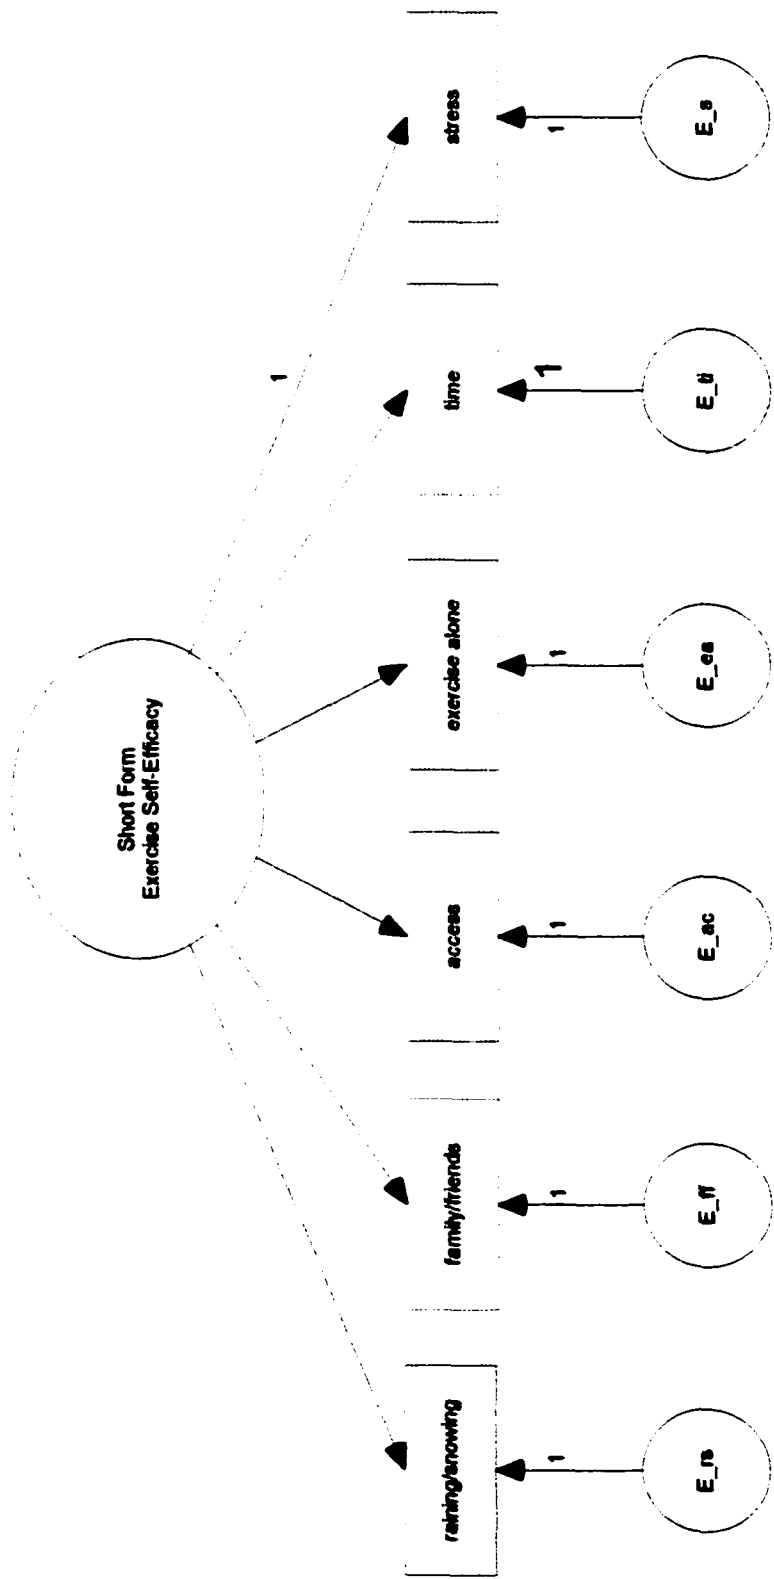 Short Form
Exercise Self-Efficacy
1
raining/snowing
family/friends
access
exercise alone
time
stress
1
1
1
1
1
1
E_rs
E_ff
E_ac
E_ea
E_ti
E_s